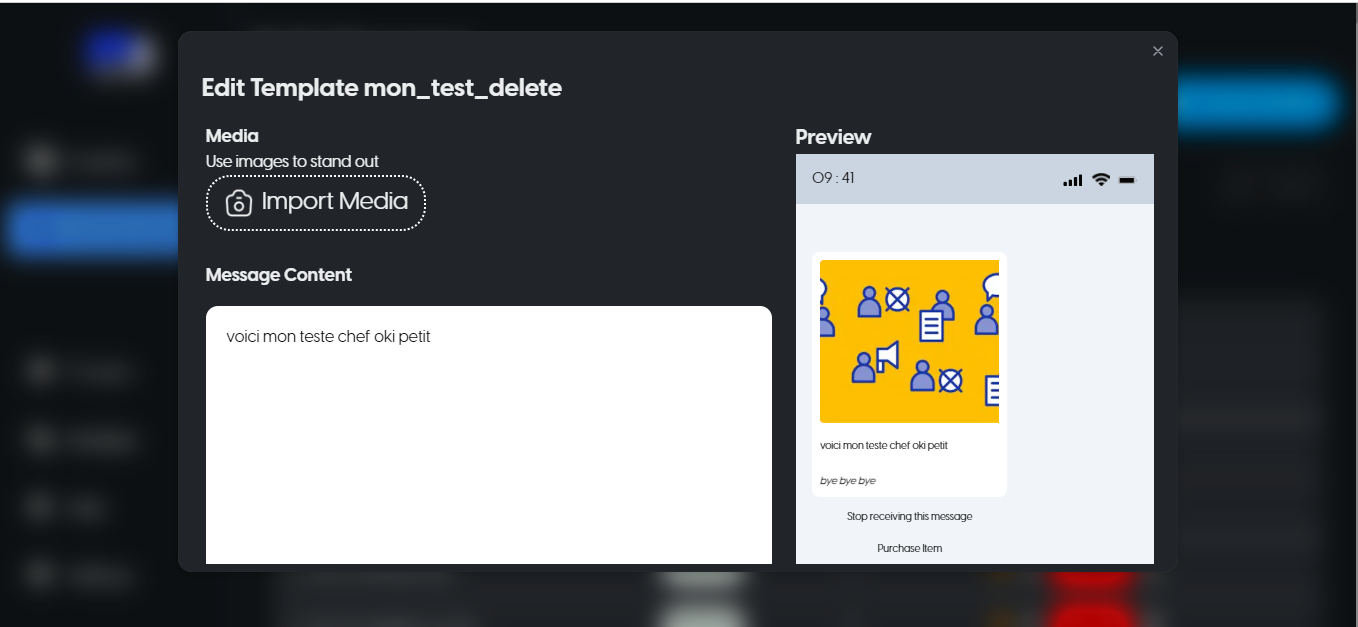 Edit Template mon_test_delete
Media
Use images to stand out
Import Media
Message Content
voici mon teste chef oki petit
Preview
09 : 41
voici mon teste chef oki petit
bye bye bye
Stop receiving this message
Purchase Item